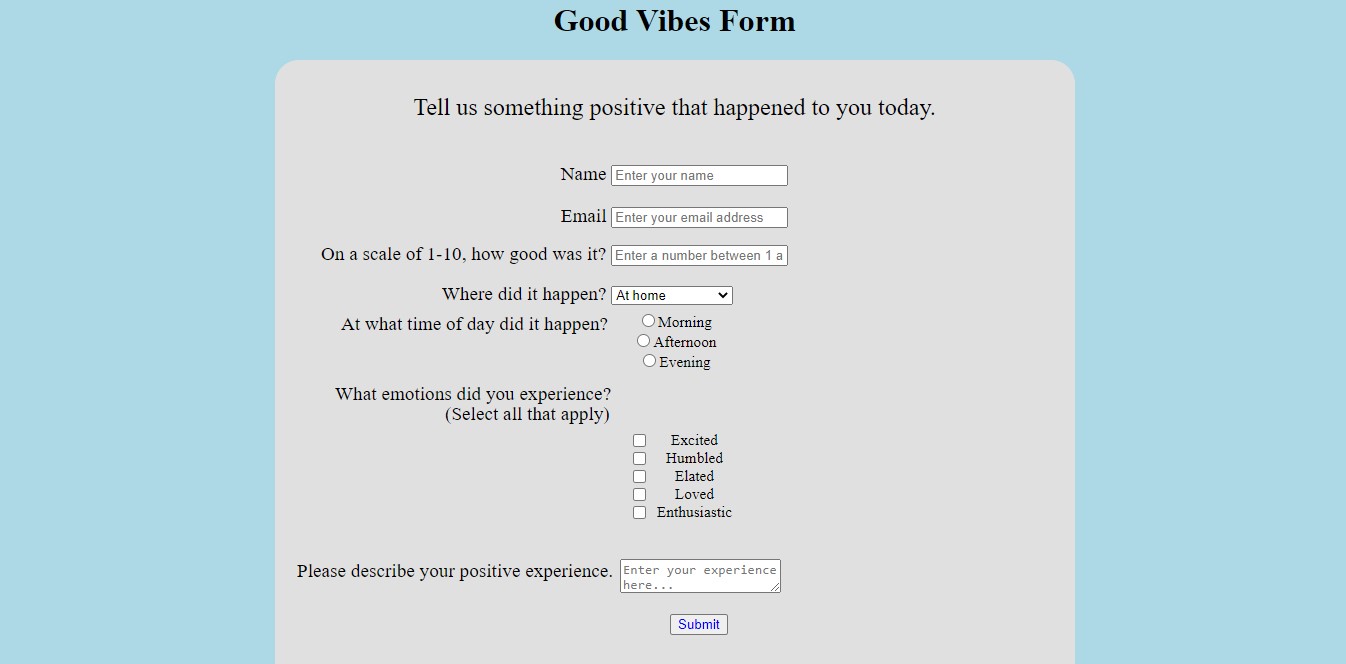 Good Vibes Form
Tell us something positive that happened to you today.
Name Enter your name
Email Enter your email address
On a scale of 1-10, how good was it? Enter a number between 1 a
Where did it happen? At home
At what time of day did it happen? Morning
Afternoon
Evening
What emotions did you experience?
(Select all that apply)
Excited
Humbled
Elated
Loved
Enthusiastic
Please describe your positive experience. Enter your experience
here...
Submit